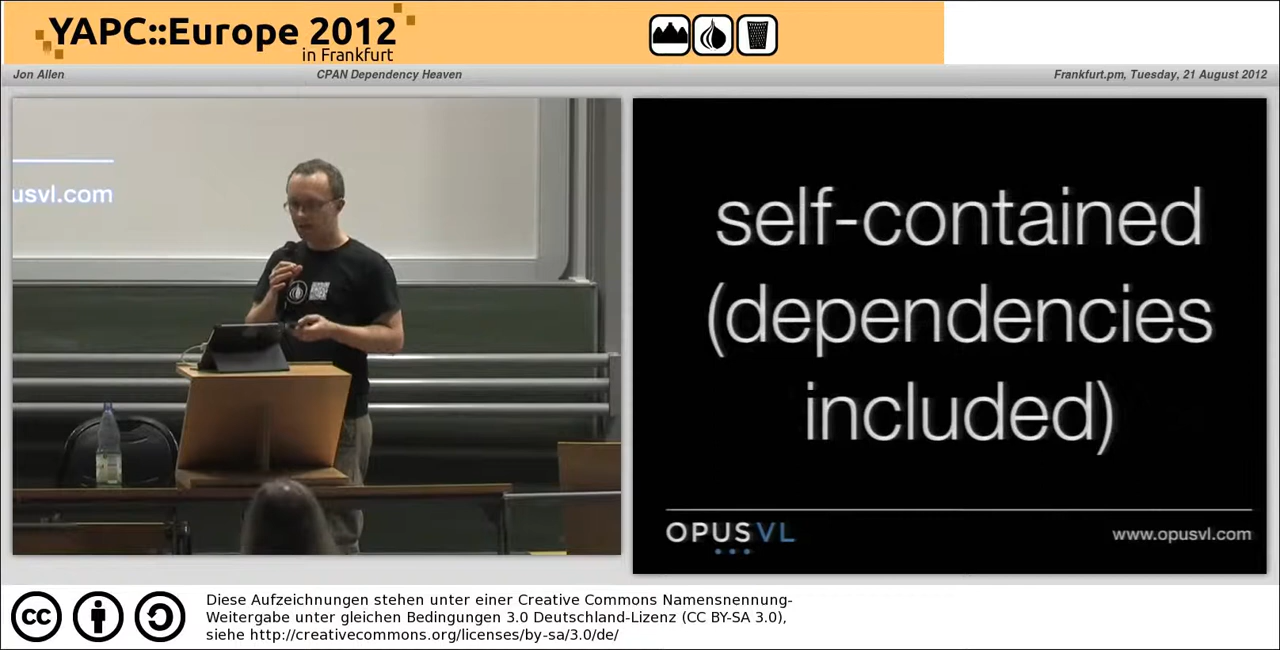 YAPC::Europe 2012
in Frankfurt
Jon Allen
CPAN Dependency Heaven
Frankfurt.pm, Tuesday, 21 August 2012
usvl.com
self-contained
(dependencies
included)
OPUSVL
www.opusvl.com
cc
Diese Aufzeichnungen stehen unter einer Creative Commons Namensnennung-
Weitergabe unter gleichen Bedingungen 3.0 Deutschland-Lizenz (CC BY-SA 3.0),
siehe http://creativecommons.org/licenses/by-sa/3.0/de/